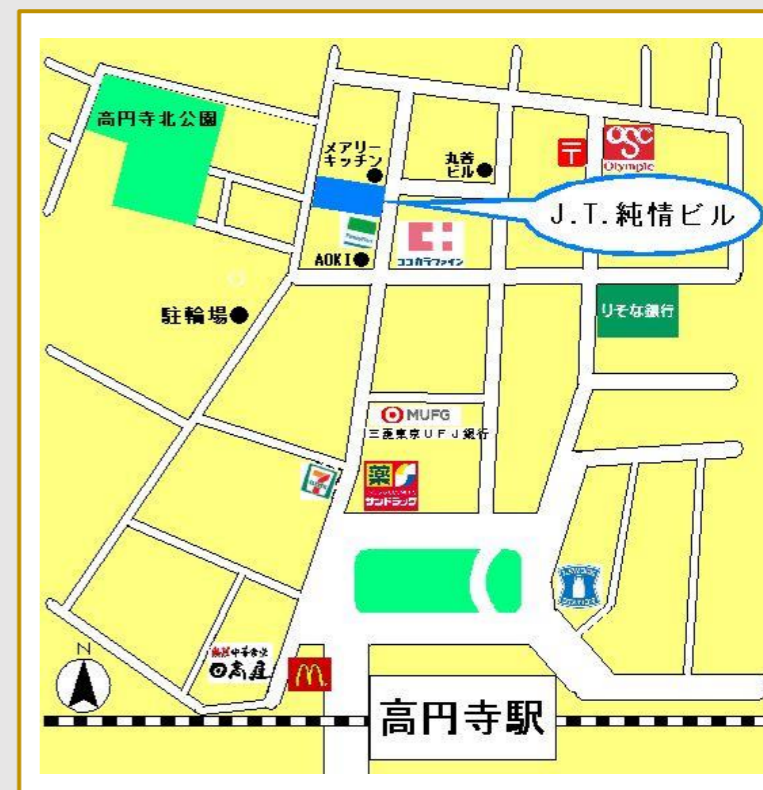 高円寺北公園
メアリー
キッチン
丸善
ビル
〒
OSC
Olympic
J.T.純情ビル
AOKI
ココカラファイン
駐輪場
りそな銀行
MUFG
三菱東京UFJ銀行
薬
サンドラッグ
日高屋
N
高円寺駅